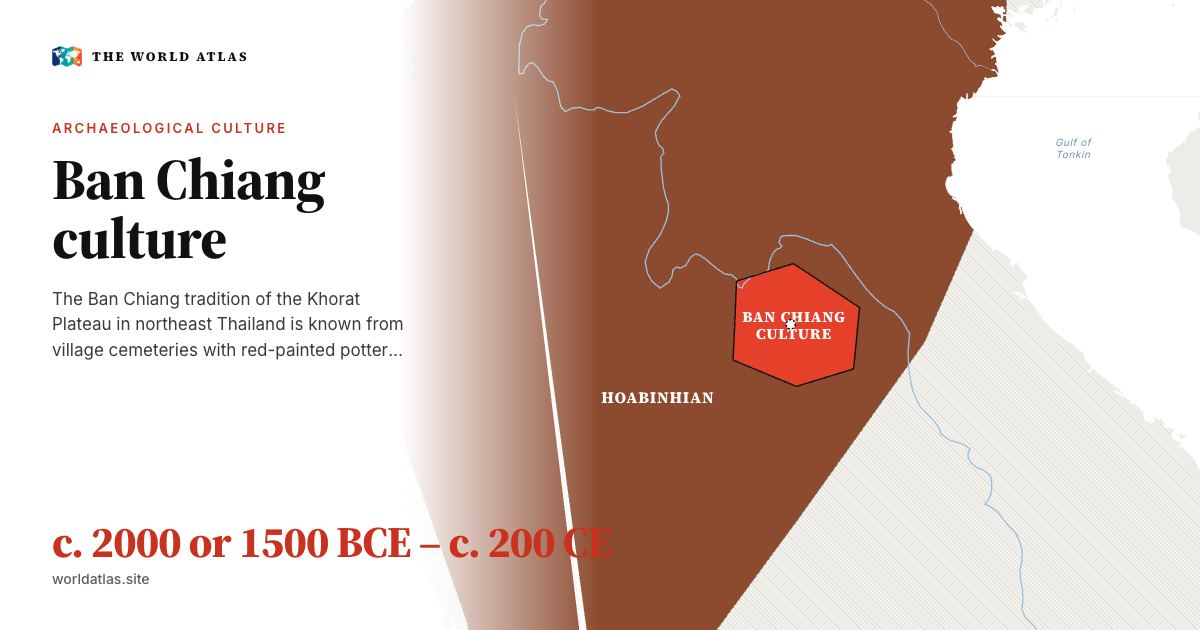 THE WORLD ATLAS
ARCHAEOLOGICAL CULTURE
Ban Chiang
culture
The Ban Chiang tradition of the Khorat
Plateau in northeast Thailand is known from
village cemeteries with red-painted potter…
c. 2000 or 1500 BCE – c. 200 CE
worldatlas.site
Gulf of
Tonkin
BAN CHIANG
CULTURE
HOABINHIAN